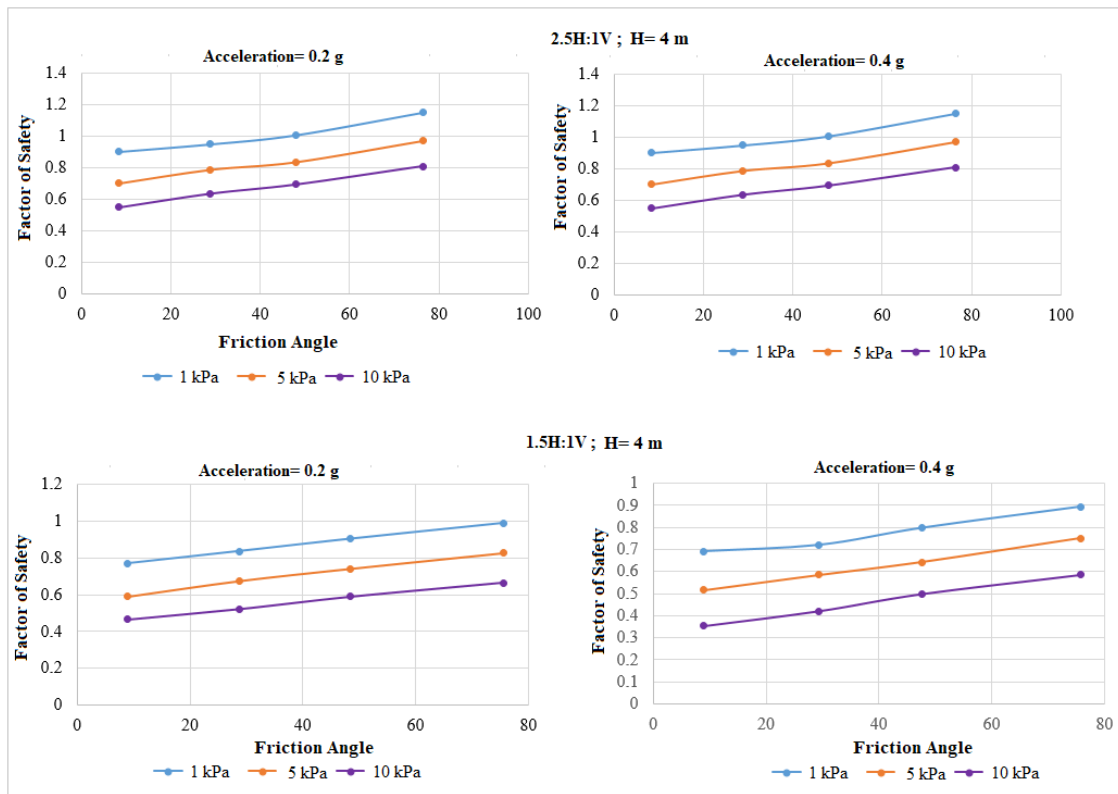 2.5H:1V ;  H= 4 m
Acceleration= 0.2 g
Factor of Safety
1.4
1.2
1
0.8
0.6
0.4
0.2
0
0 20 40 60 80 100
Friction Angle
1 kPa 5 kPa 10 kPa
Acceleration= 0.4 g
Factor of Safety
1.4
1.2
1
0.8
0.6
0.4
0.2
0
0 20 40 60 80 100
1 kPa 5 kPa 10 kPa
1.5H:1V ; H= 4 m
Acceleration= 0.2 g
Factor of Safety
1.2
1
0.8
0.6
0.4
0.2
0
0 20 40 60 80
Friction Angle
1 kPa 5 kPa 10 kPa
Acceleration= 0.4 g
Factor of Safety
1
0.9
0.8
0.7
0.6
0.5
0.4
0.3
0.2
0.1
0
0 20 40 60 80
Friction Angle
1 kPa 5 kPa 10 kPa